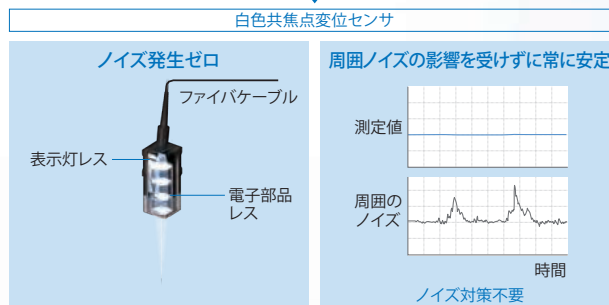 白色共焦点変位センサ
ノイズ発生ゼロ
ファイバケーブル
表示灯レス
電子部品
レス
周囲ノイズの影響を受けずに常に安定
測定値
周囲の
ノイズ
時間
ノイズ対策不要